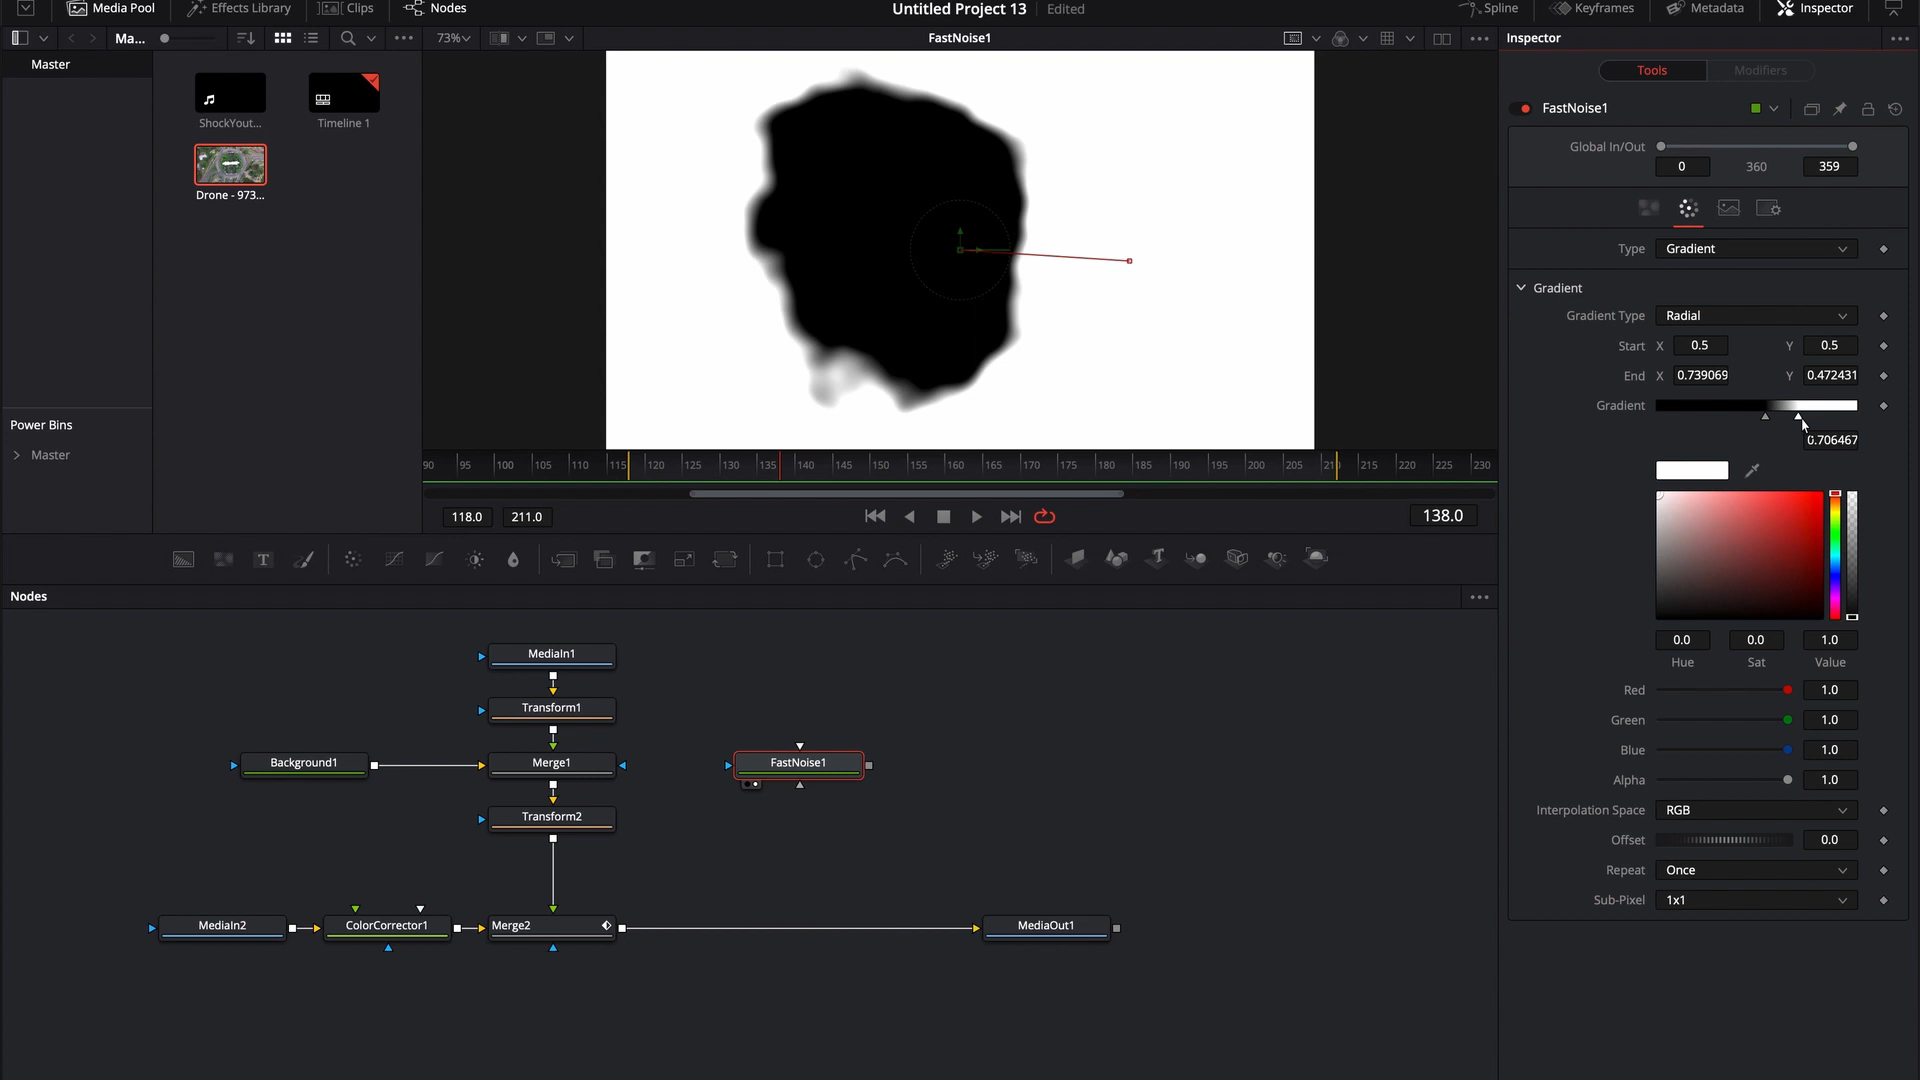 Media Pool Effects Library Clips Nodes Untitled Project 13 Edited Spline Keyframes Metadata Inspector
Ma... 73% FastNoise1 Inspector
Master
Tools Modifiers
ShockYout... Timeline 1
FastNoise1
Global In/Out
0 360 359
Drone - 973...
Type Gradient
Gradient
Gradient Type Radial
Start X 0.5 Y 0.5
End X 0.739069 Y 0.472431
Gradient
0.706467
Power Bins
Master
90 95 100 105 110 115 120 125 130 135 140 145 150 155 160 165 170 175 180 185 190 195 200 205 210 215 220 225 230
118.0 211.0 138.0
T
Nodes
0.0 0.0 1.0
Hue Sat Value
Red 1.0
Green 1.0
Blue 1.0
Alpha 1.0
Interpolation Space RGB
Offset 0.0
Repeat Once
Sub-Pixel 1x1
MediaIn1
Transform1
Background1 Merge1 FastNoise1
Transform2
MediaIn2 ColorCorrector1 Merge2 MediaOut1